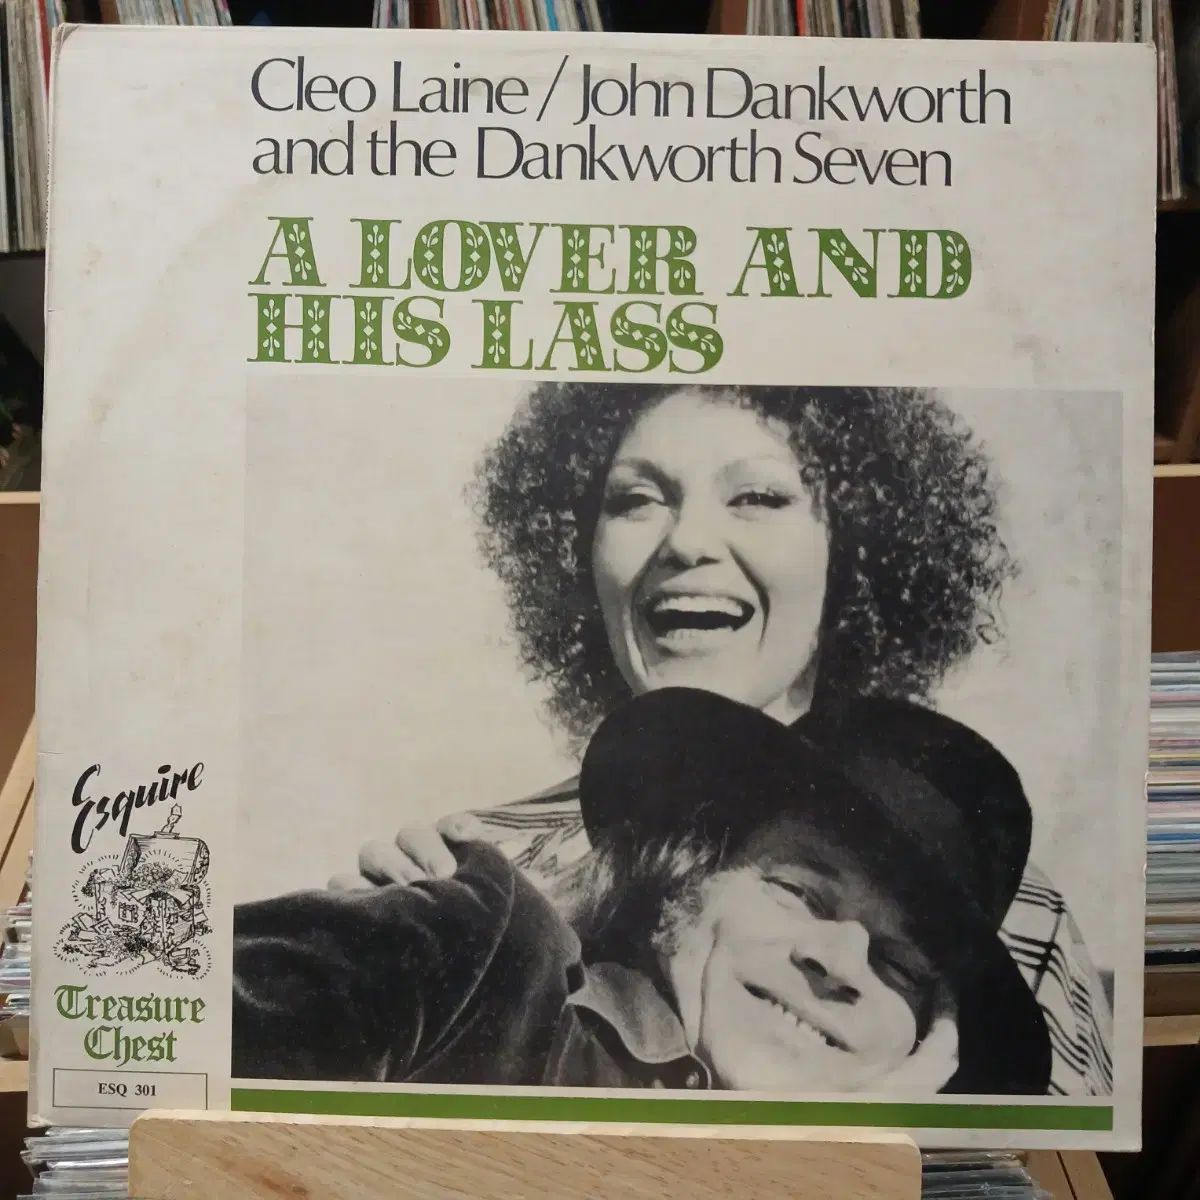 Cleo Laine / John Dankworth
and the Dankworth Seven
A LOVER AND
HIS LASS
Esquire
Treasure
Chest
ESQ 301